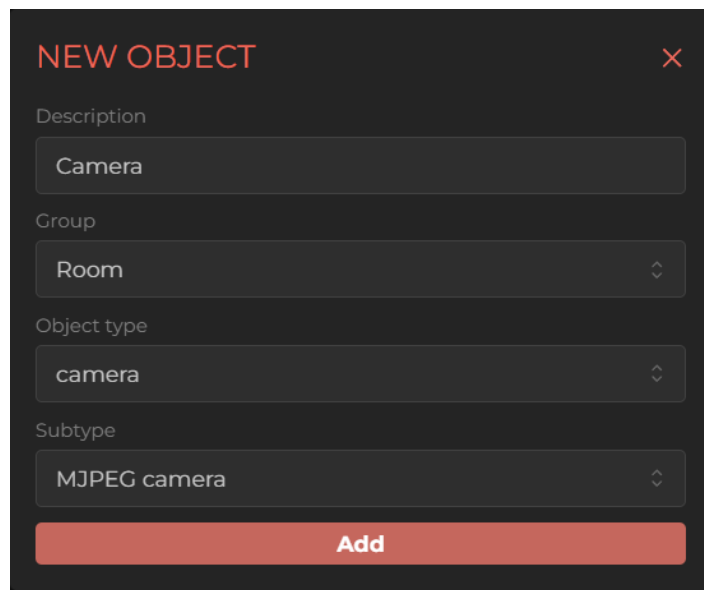 NEW OBJECT
Description
Camera
Group
Room
Object type
camera
Subtype
MJPEG camera
Add